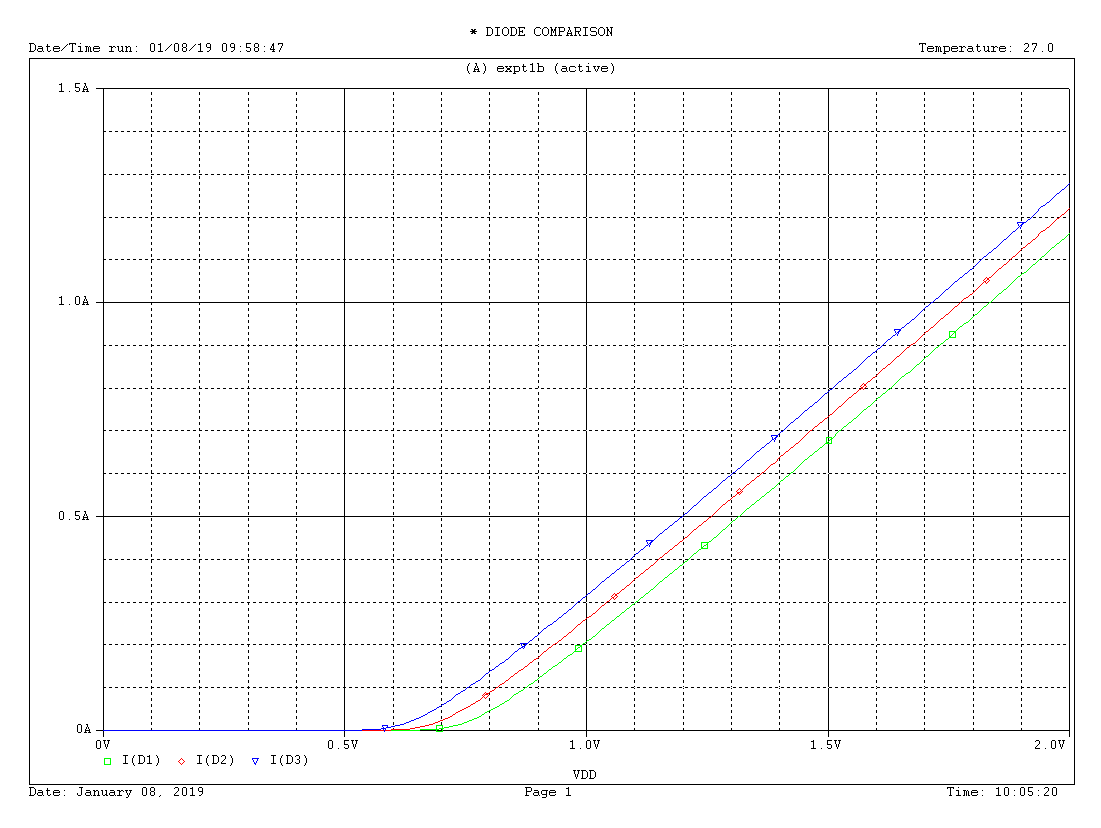 * DIODE COMPARISON
Date/Time run: 01/08/19 09:58:47 Temperature: 27.0
(A) expt1b (active)
1.5A
1.0A
0.5A
0A
0V 0.5V 1.0V 1.5V 2.0V
I(D1) I(D2) I(D3)
VDD
Date: January 08, 2019 Page 1 Time: 10:05:20